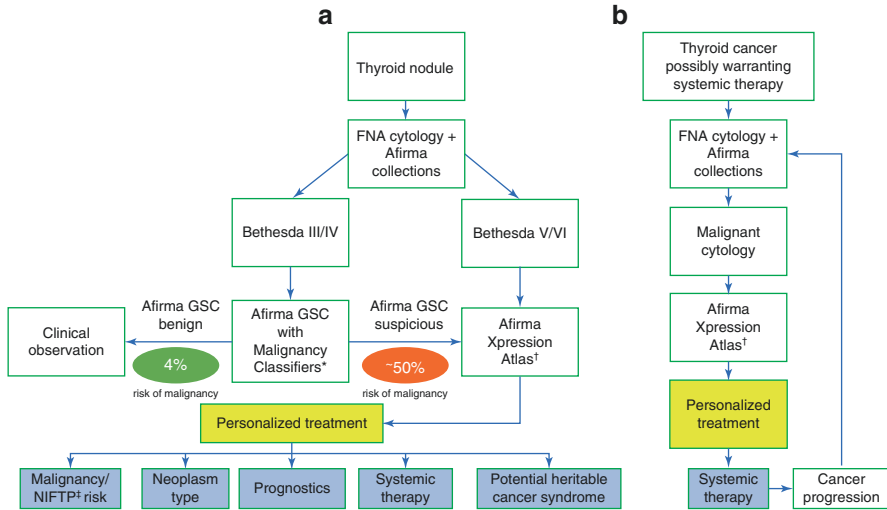 a
Thyroid nodule
FNA cytology +
Afirma
collections
Bethesda III/IV
Bethesda V/VI
Clinical
observation
Afirma GSC
benign
4%
risk of malignancy
Afirma GSC
with
Malignancy
Classifiers*
Afirma GSC
suspicious
~50%
risk of malignancy
Afirma
Xpression
Atlas†
Personalized treatment
Malignancy/
NIFTP‡ risk
Neoplasm
type
Prognostics
Systemic
therapy
Potential heritable
cancer syndrome
b
Thyroid cancer
possibly warranting
systemic therapy
FNA cytology +
Afirma
collections
Malignant
cytology
Afirma
Xpression
Atlas†
Personalized
treatment
Systemic
therapy
Cancer
progression